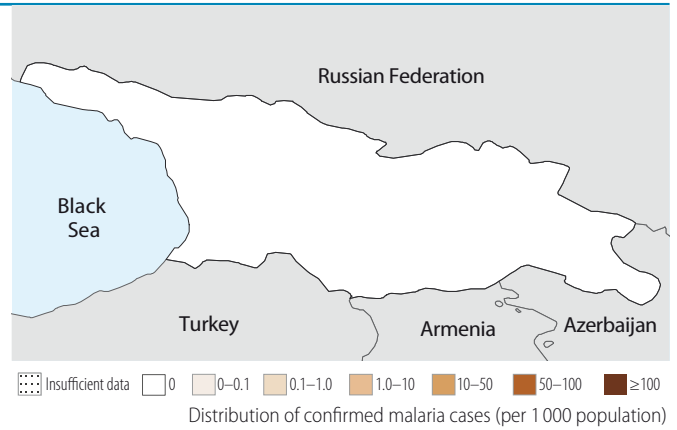 Russian Federation
Black
Sea
Turkey
Armenia
Azerbaijan
Insufficient data 0 0–0.1 0.1–1.0 1.0–10 10–50 50–100 ≥100
Distribution of confirmed malaria cases (per 1 000 population)